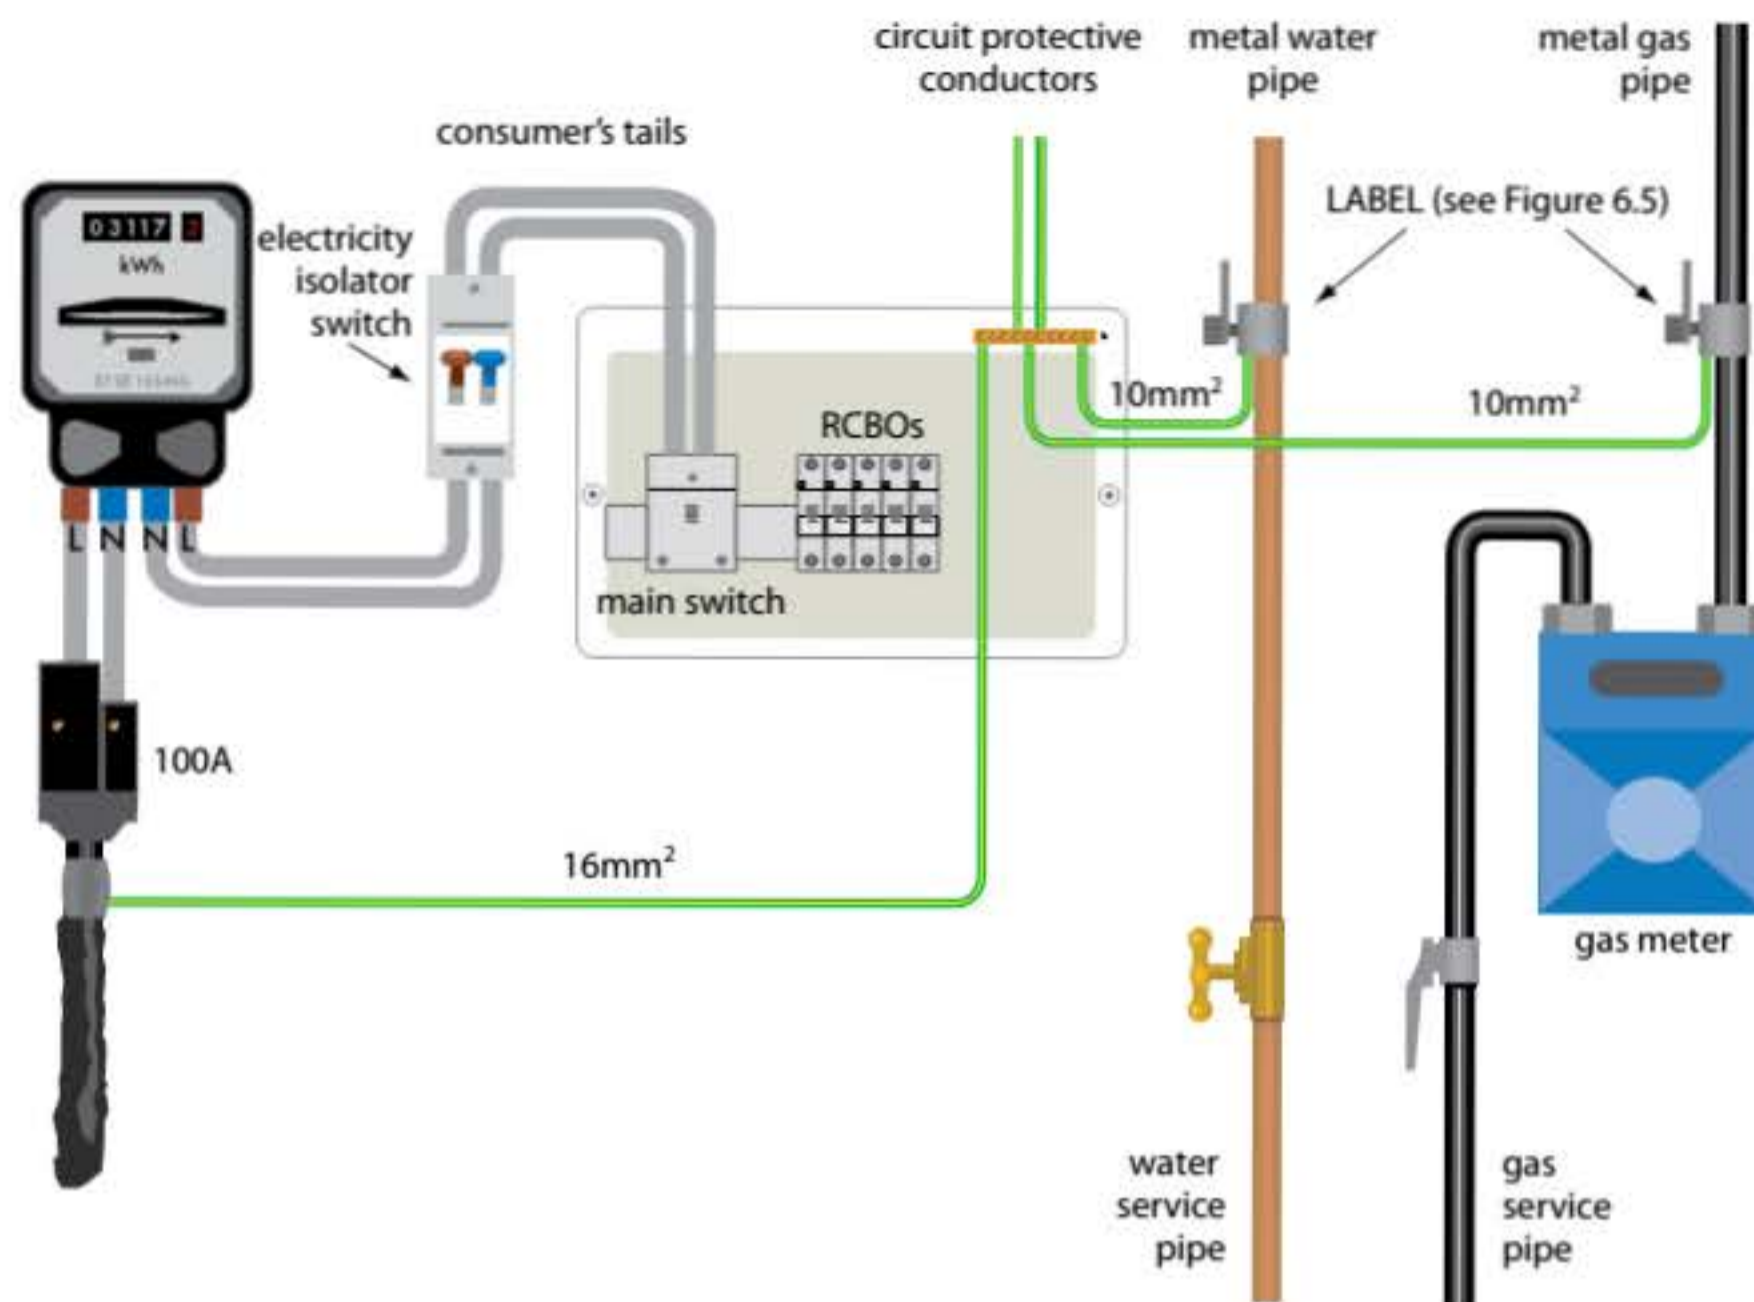 circuit protective
conductors
metal water
pipe
metal gas
pipe
consumer's tails
LABEL (see Figure 6.5)
03117 2
kWh
electricity
isolator
switch
10mm²
10mm²
RCBOs
L N N L
main switch
100A
16mm²
gas meter
water
service
pipe
gas
service
pipe